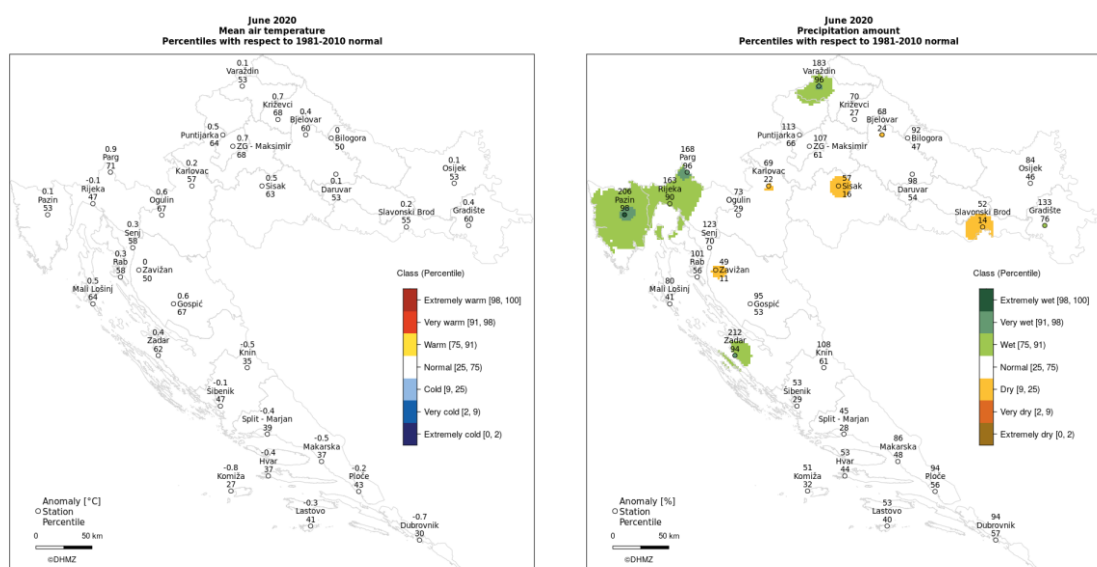 June 2020
Mean air temperature
Percentiles with respect to 1981-2010 normal
0.1
Varaždin
53
0.7
Križevci
68
0.4
Bjelovar
60
0
Bilogora
50
0.5
Puntijarka
64
0.7
ZG - Maksimir
68
0.9
Parg
71
0.2
Karlovac
57
0.1
Osijek
53
0.1
Pazin
53
-0.1
Rijeka
47
0.6
Ogulin
67
0.5
Sisak
63
0.1
Daruvar
53
0.2
Slavonski Brod
55
0.4
Gradište
60
0.3
Senj
58
0.3
Rab
58
0
Zavižan
50
0.5
Mali Lošinj
64
0.6
Gospić
67
0.4
Zadar
62
-0.5
Knin
35
-0.1
Šibenik
47
-0.4
Split - Marjan
39
-0.5
Makarska
37
-0.4
Hvar
37
-0.8
Komiža
27
-0.2
Ploče
43
-0.3
Lastovo
41
-0.7
Dubrovnik
30
Class (Percentile)
Extremely warm [98, 100]
Very warm [91, 98)
Warm [75, 91)
Normal [25, 75)
Cold [9, 25)
Very cold [2, 9)
Extremely cold [0, 2)
Anomaly [°C]
Station
Percentile
0 50 km
©DHMZ
June 2020
Precipitation amount
Percentiles with respect to 1981-2010 normal
183
Varaždin
96
70
Križevci
27
68
Bjelovar
24
92
Bilogora
47
113
Puntijarka
66
107
ZG - Maksimir
61
168
Parg
96
69
Karlovac
22
84
Osijek
46
206
Pazin
98
163
Rijeka
90
73
Ogulin
29
57
Sisak
16
98
Daruvar
54
52
Slavonski Brod
14
133
Gradište
76
123
Senj
70
101
Rab
56
49
Zavižan
11
80
Mali Lošinj
41
95
Gospić
53
212
Zadar
94
108
Knin
61
53
Šibenik
29
45
Split - Marjan
28
86
Makarska
48
53
Hvar
44
51
Komiža
32
94
Ploče
56
53
Lastovo
40
94
Dubrovnik
57
Class (Percentile)
Extremely wet [98, 100]
Very wet [91, 98)
Wet [75, 91)
Normal [25, 75)
Dry [9, 25)
Very dry [2, 9)
Extremely dry [0, 2)
Anomaly [%]
Station
Percentile
0 50 km
©DHMZ